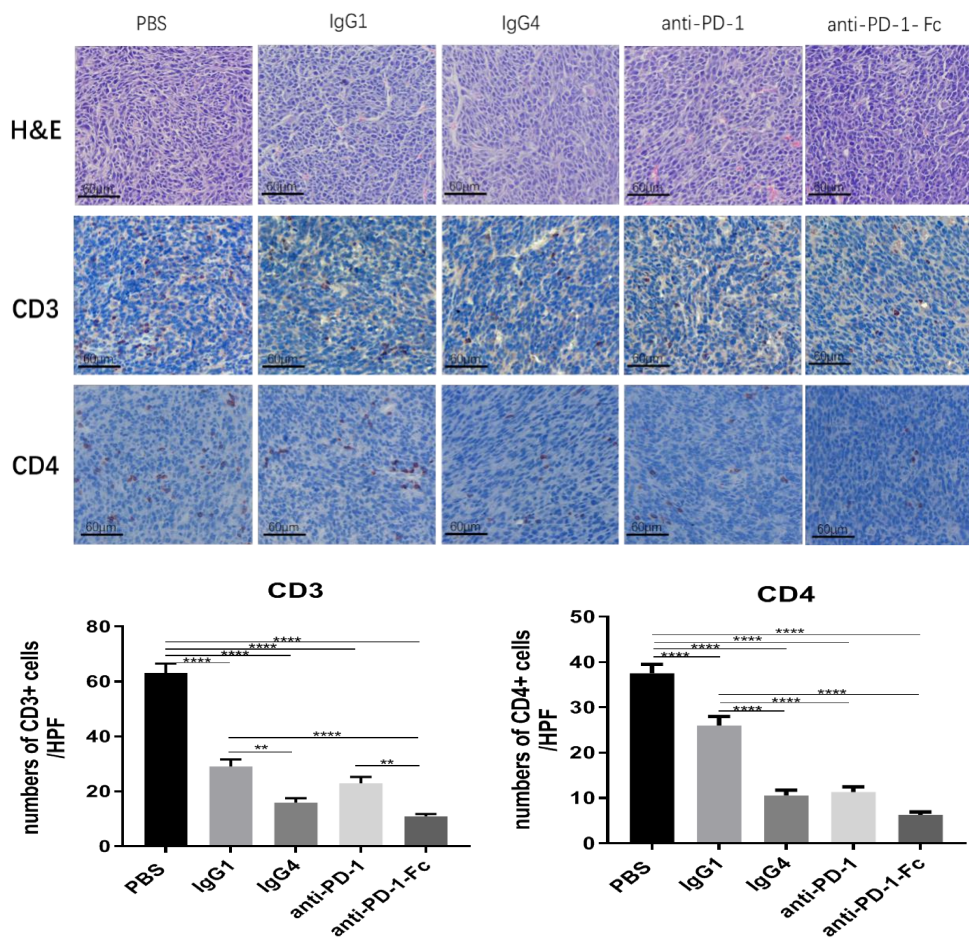 PBS IgG1 IgG4 anti-PD-1 anti-PD-1- Fc
H&E
60μm 60μm 60μm 60μm 60μm
CD3
60μm 60μm 60μm 60μm 60μm
CD4
60μm 60μm 60μm 60μm 60μm
CD3
numbers of CD3+ cells
/HPF
80
60
40
20
0
****
****
****
****
****
**
**
PBS
IgG1
IgG4
anti-PD-1
anti-PD-1-Fc
CD4
numbers of CD4+ cells
/HPF
50
40
30
20
10
0
****
****
****
****
****
****
****
PBS
IgG1
IgG4
anti-PD-1
anti-PD-1-Fc